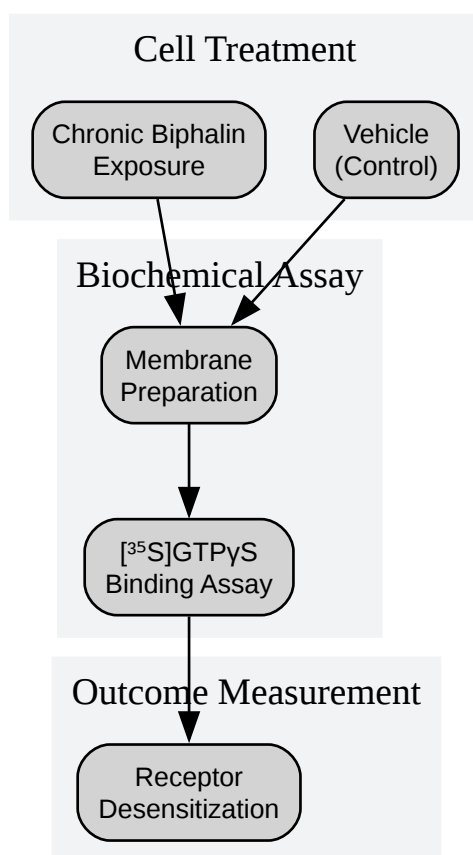 Cell Treatment
Chronic Biphalin
Exposure
Vehicle
(Control)
Biochemical Assay
Membrane
Preparation
[³⁵S]GTPγS
Binding Assay
Outcome Measurement
Receptor
Desensitization